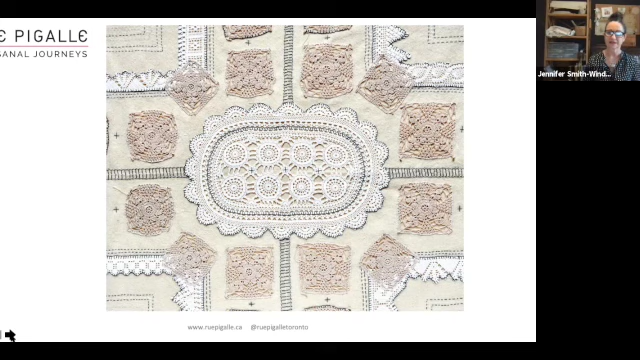 E PIGALLE
SANAL JOURNEYS
Jennifer Smith-Wind...
www.ruepigalle.ca @ruepigalletoronto